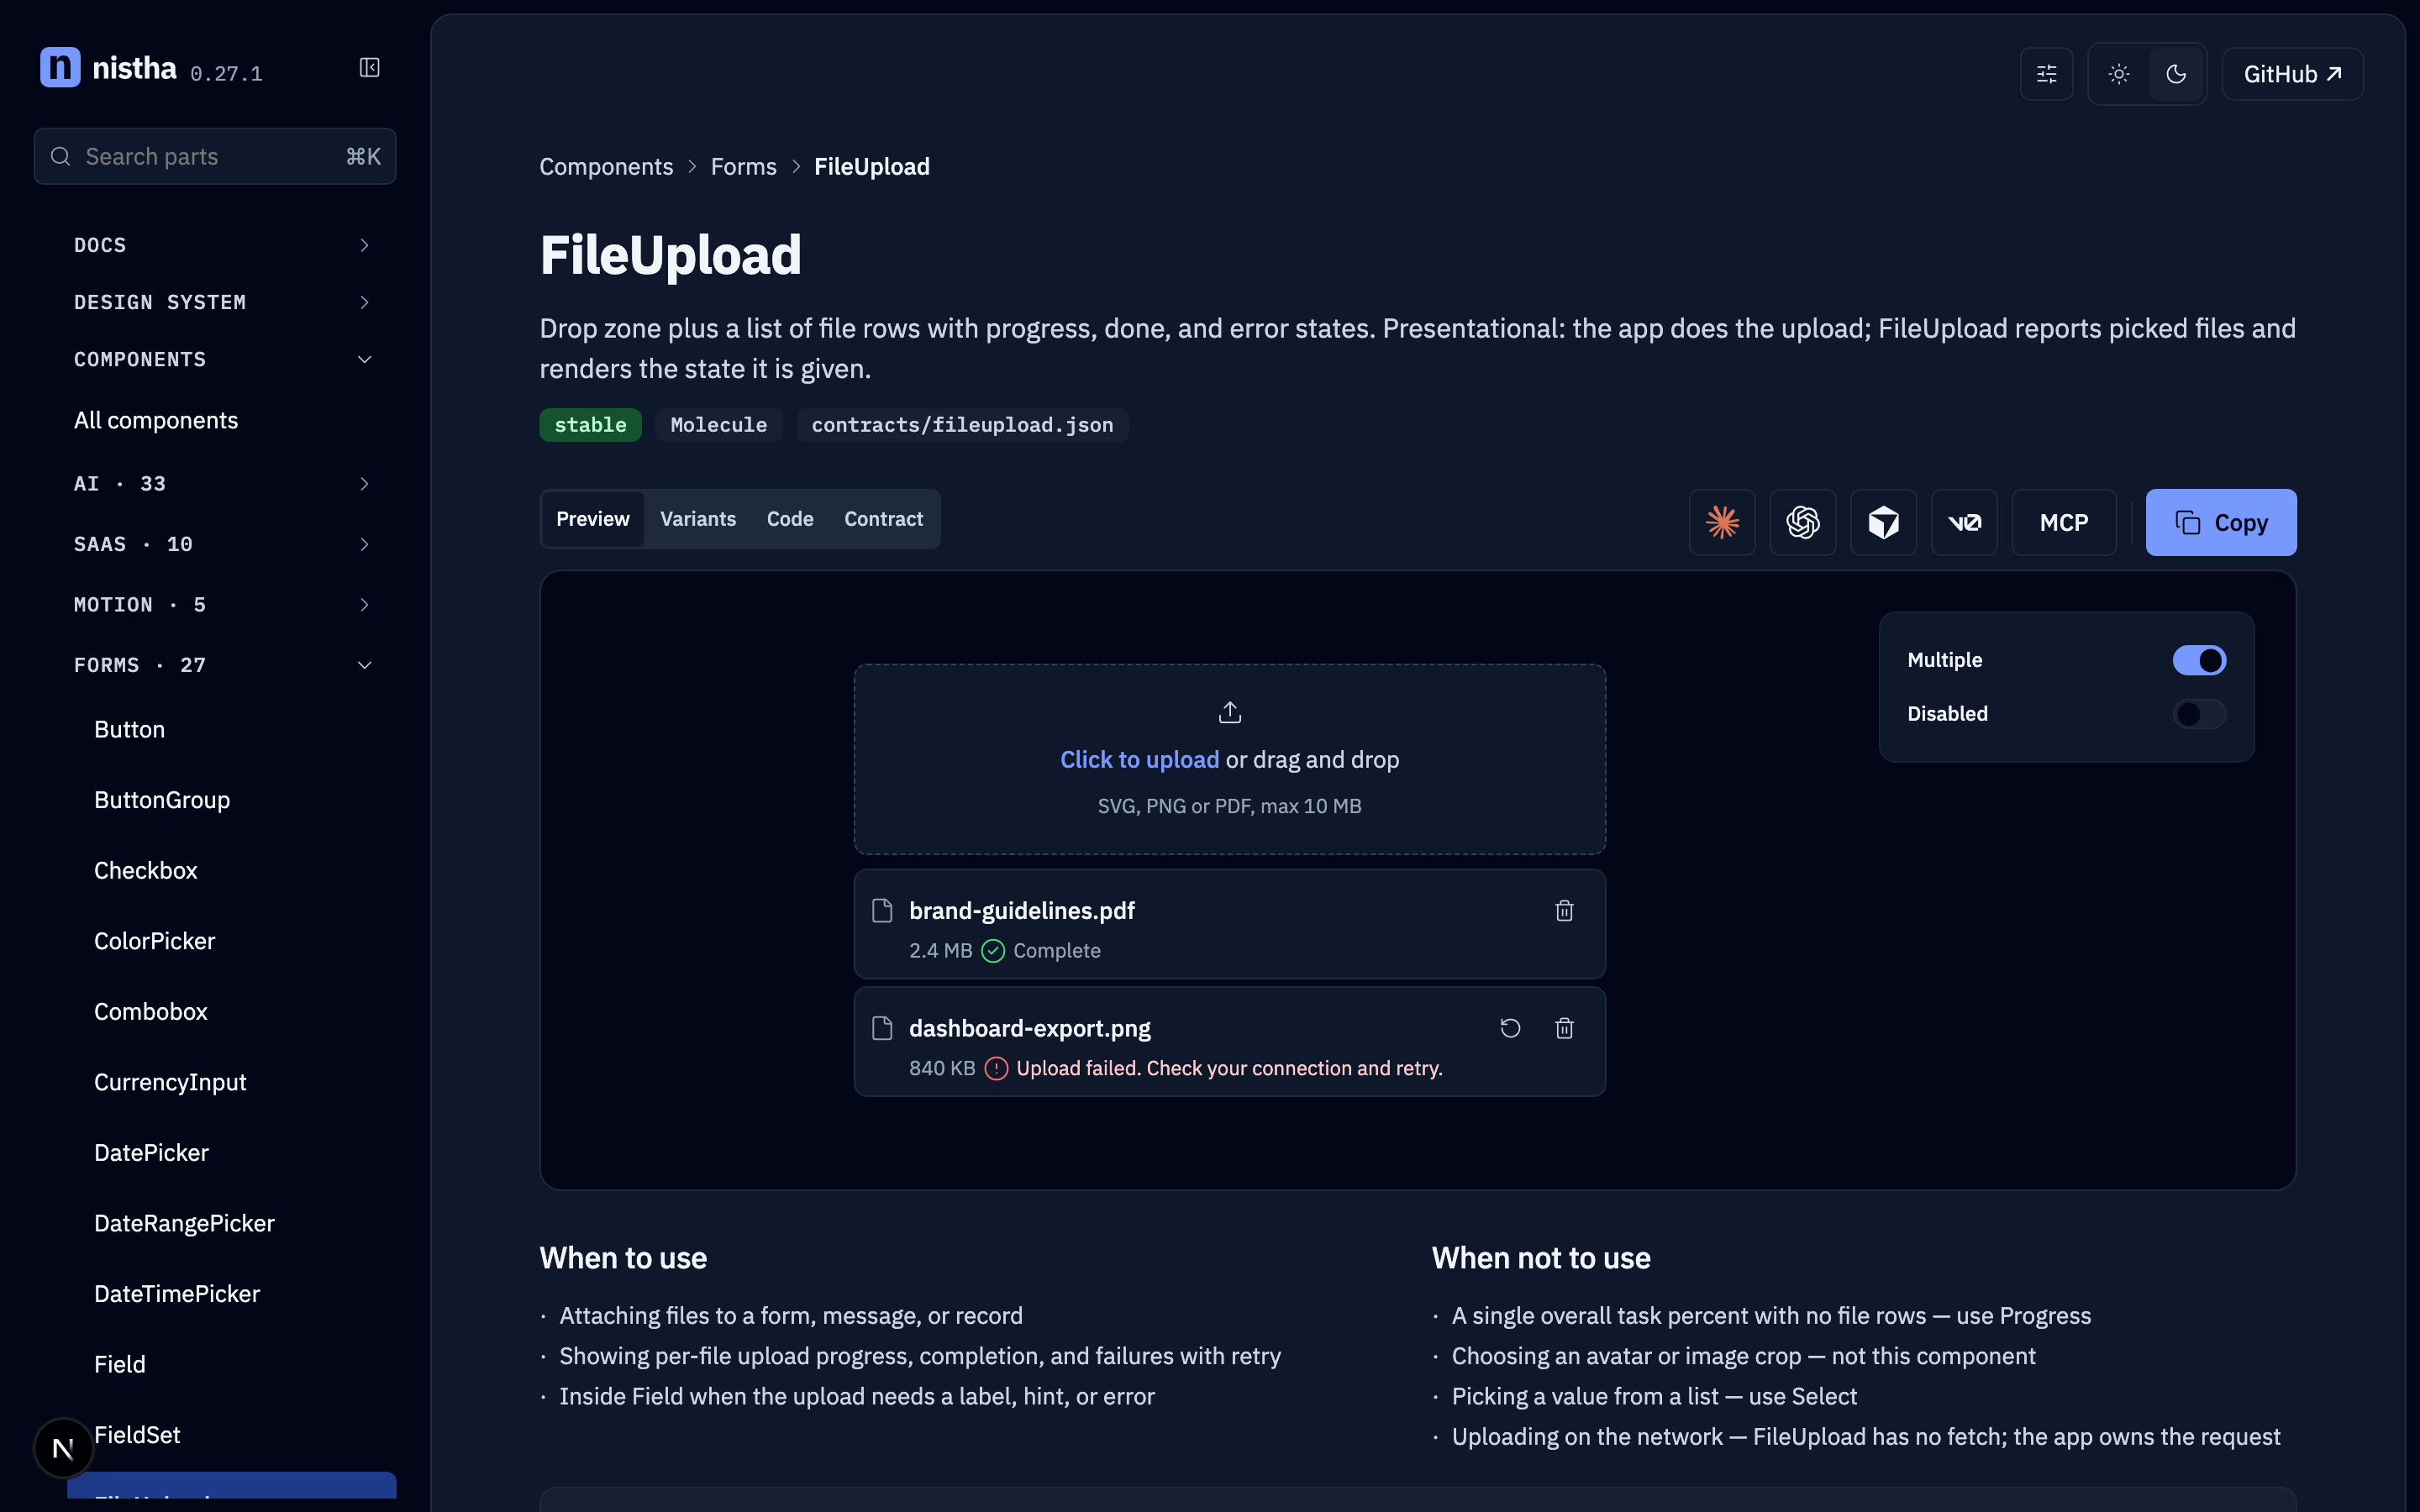 nistha 0.27.1
Search parts ⌘K
DOCS
DESIGN SYSTEM
COMPONENTS
All components
AI · 33
SAAS · 10
MOTION · 5
FORMS · 27
Button
ButtonGroup
Checkbox
ColorPicker
Combobox
CurrencyInput
DatePicker
DateRangePicker
DateTimePicker
Field
FieldSet
GitHub
Components > Forms > FileUpload
FileUpload
Drop zone plus a list of file rows with progress, done, and error states. Presentational: the app does the upload; FileUpload reports picked files and
renders the state it is given.
stable Molecule contracts/fileupload.json
Preview Variants Code Contract
v0 MCP Copy
Multiple
Disabled
Click to upload or drag and drop
SVG, PNG or PDF, max 10 MB
brand-guidelines.pdf
2.4 MB Complete
dashboard-export.png
840 KB Upload failed. Check your connection and retry.
When to use
· Attaching files to a form, message, or record
· Showing per-file upload progress, completion, and failures with retry
· Inside Field when the upload needs a label, hint, or error
When not to use
· A single overall task percent with no file rows — use Progress
· Choosing an avatar or image crop — not this component
· Picking a value from a list — use Select
· Uploading on the network — FileUpload has no fetch; the app owns the request